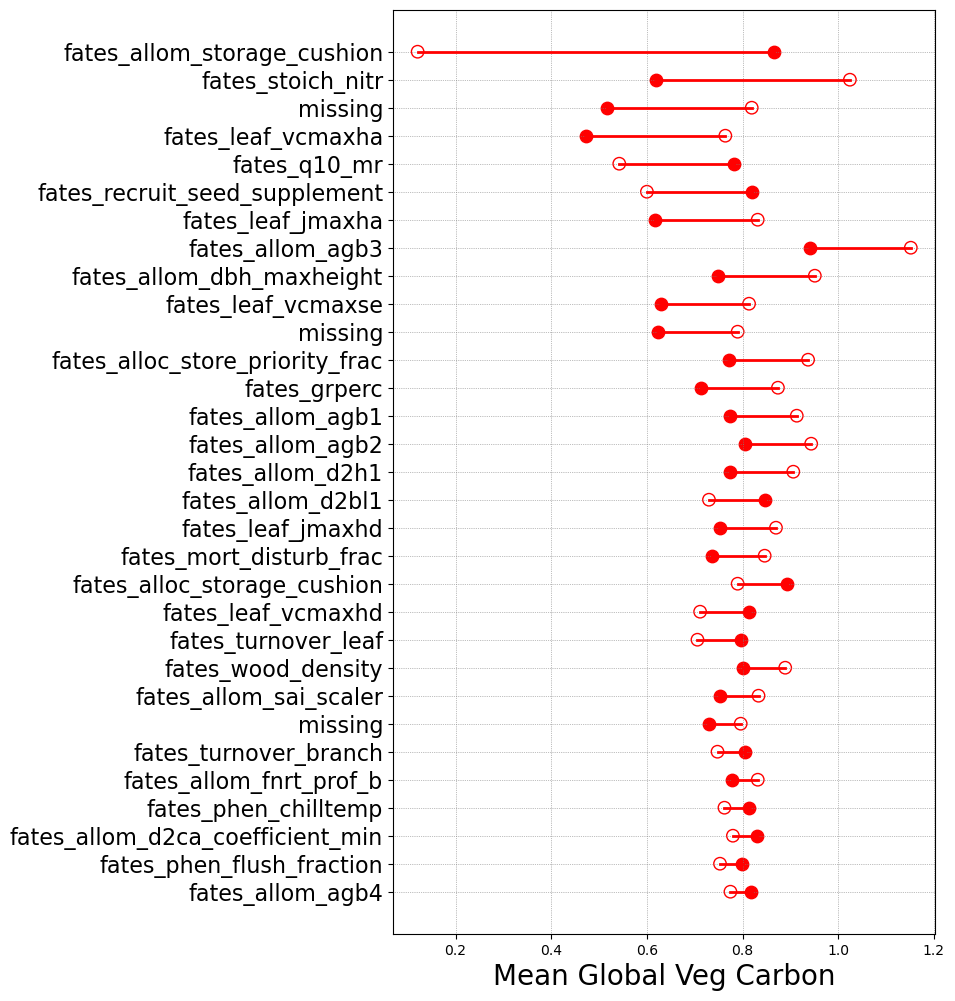 fates_allom_storage_cushion
fates_stoich_nitr
missing
fates_leaf_vcmaxha
fates_q10_mr
fates_recruit_seed_supplement
fates_leaf_jmaxha
fates_allom_agb3
fates_allom_dbh_maxheight
fates_leaf_vcmaxse
missing
fates_alloc_store_priority_frac
fates_grperc
fates_allom_agb1
fates_allom_agb2
fates_allom_d2h1
fates_allom_d2bl1
fates_leaf_jmaxhd
fates_mort_disturb_frac
fates_alloc_storage_cushion
fates_leaf_vcmaxhd
fates_turnover_leaf
fates_wood_density
fates_allom_sai_scaler
missing
fates_turnover_branch
fates_allom_fnrt_prof_b
fates_phen_chilltemp
fates_allom_d2ca_coefficient_min
fates_phen_flush_fraction
fates_allom_agb4
0.2 0.4 0.6 0.8 1.0 1.2
Mean Global Veg Carbon